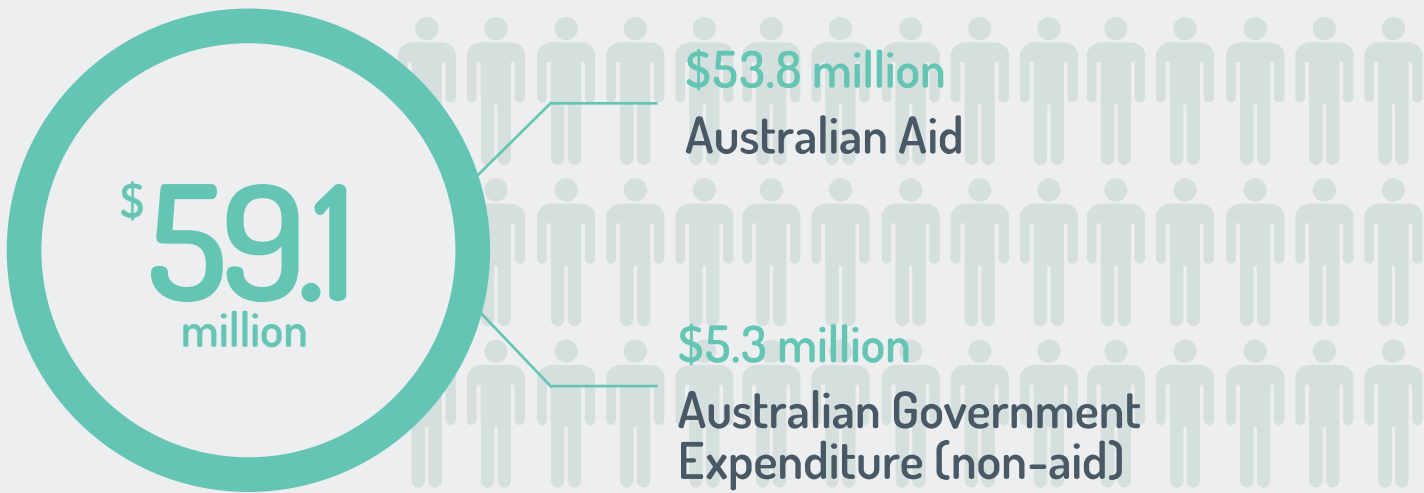 $59.1
million
$53.8 million
Australian Aid
$5.3 million
Australian Government
Expenditure (non-aid)